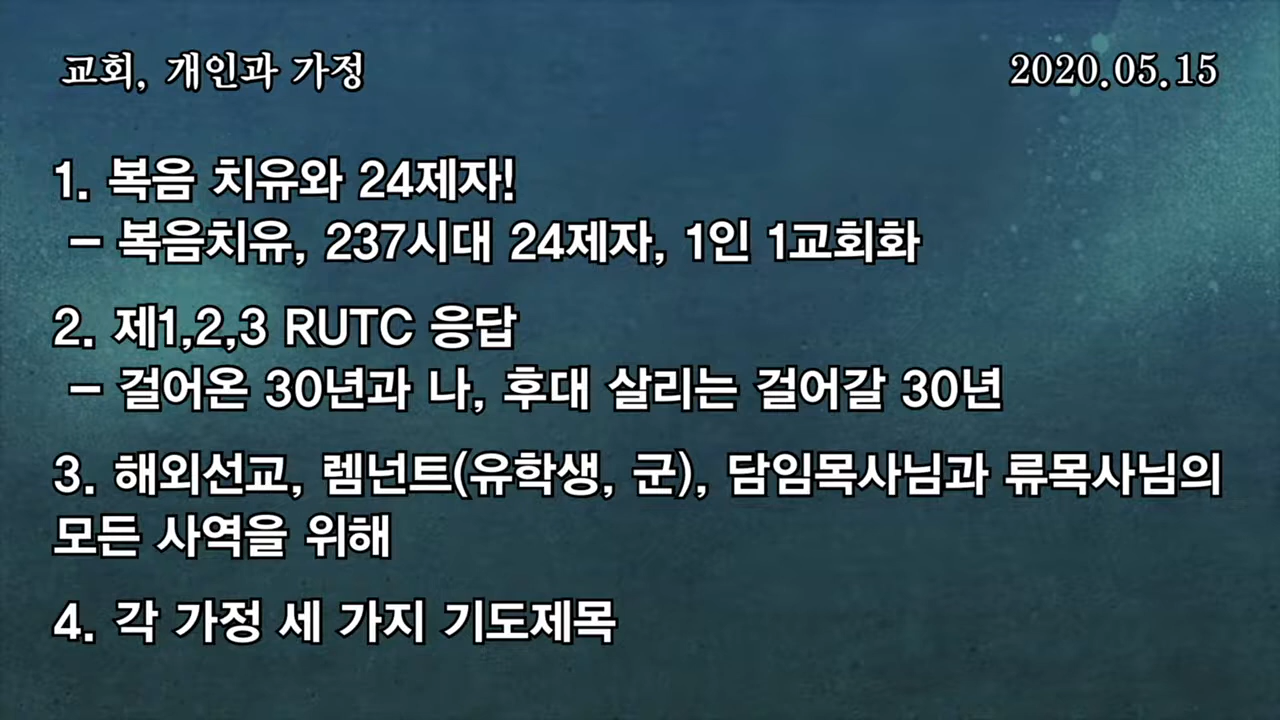 교회, 개인과 가정
2020.05.15
1. 복음 치유와 24제자!
- 복음치유, 237시대 24제자, 1인 1교회화
2. 제1,2,3 RUTC 응답
- 걸어온 30년과 나, 후대 살리는 걸어갈 30년
3. 해외선교, 렘넌트(유학생, 군), 담임목사님과 류목사님의
모든 사역을 위해
4. 각 가정 세 가지 기도제목